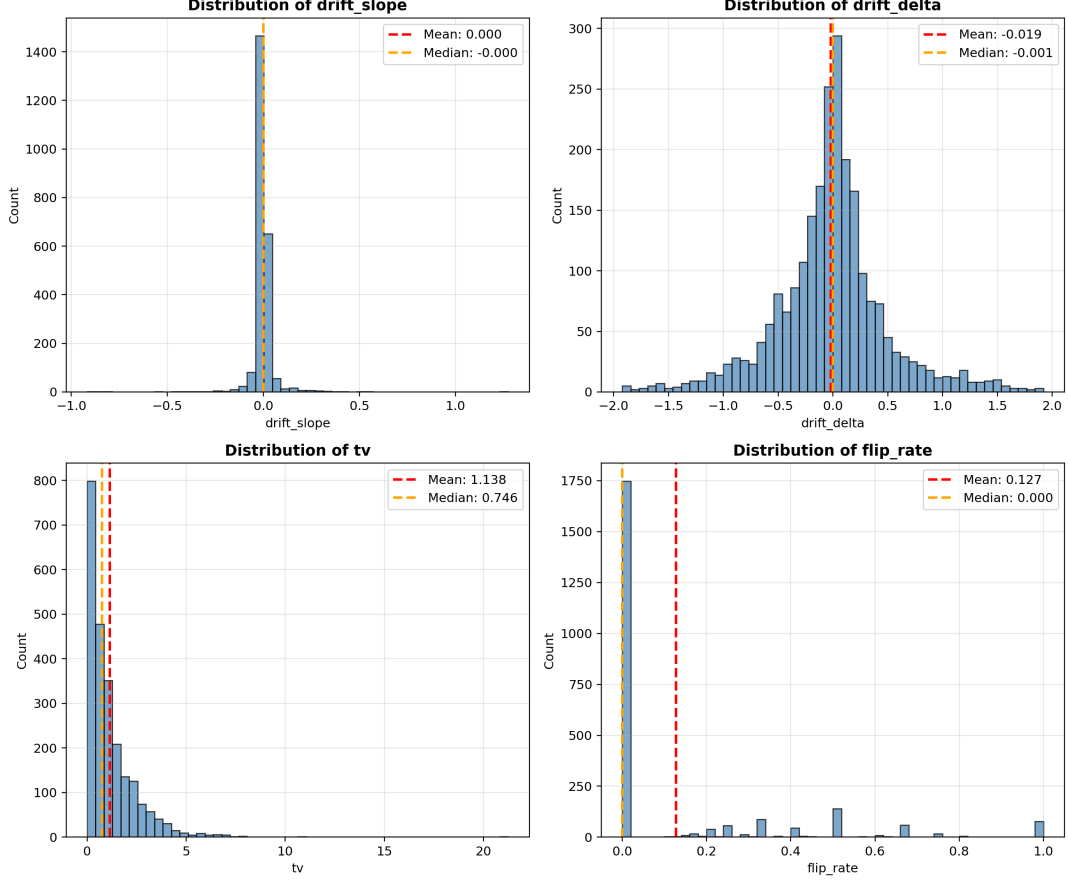 Distribution of drift_slope
Mean: 0.000
Median: -0.000
Count
0
200
400
600
800
1000
1200
1400
−1.0
−0.5
0.0
0.5
1.0
drift_slope
Distribution of drift_delta
Mean: -0.019
Median: -0.001
Count
0
50
100
150
200
250
300
−2.0
−1.5
−1.0
−0.5
0.0
0.5
1.0
1.5
2.0
drift_delta
Distribution of tv
Mean: 1.138
Median: 0.746
Count
0
100
200
300
400
500
600
700
800
0
5
10
15
20
tv
Distribution of flip_rate
Mean: 0.127
Median: 0.000
Count
0
250
500
750
1000
1250
1500
1750
0.0
0.2
0.4
0.6
0.8
1.0
flip_rate